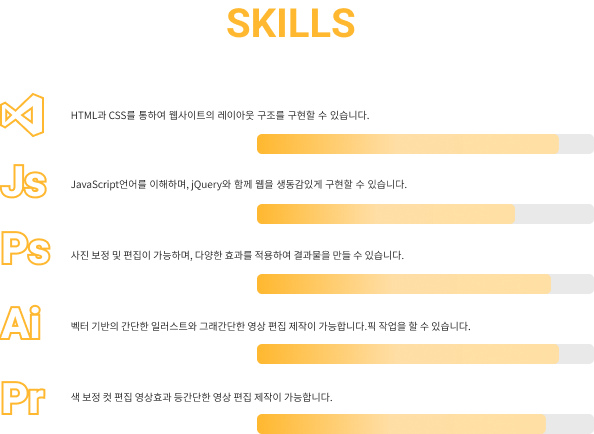 SKILLS
HTML과 CSS를 통하여 웹사이트의 레이아웃 구조를 구현할 수 있습니다.
Js
JavaScript언어를 이해하며, jQuery와 함께 웹을 생동감있게 구현할 수 있습니다.
Ps
사진 보정 및 편집이 가능하며, 다양한 효과를 적용하여 결과물을 만들 수 있습니다.
Ai
벡터 기반의 간단한 일러스트와 그래간단한 영상 편집 제작이 가능합니다.픽 작업을 할 수 있습니다.
Pr
색 보정 컷 편집 영상효과 등간단한 영상 편집 제작이 가능합니다.